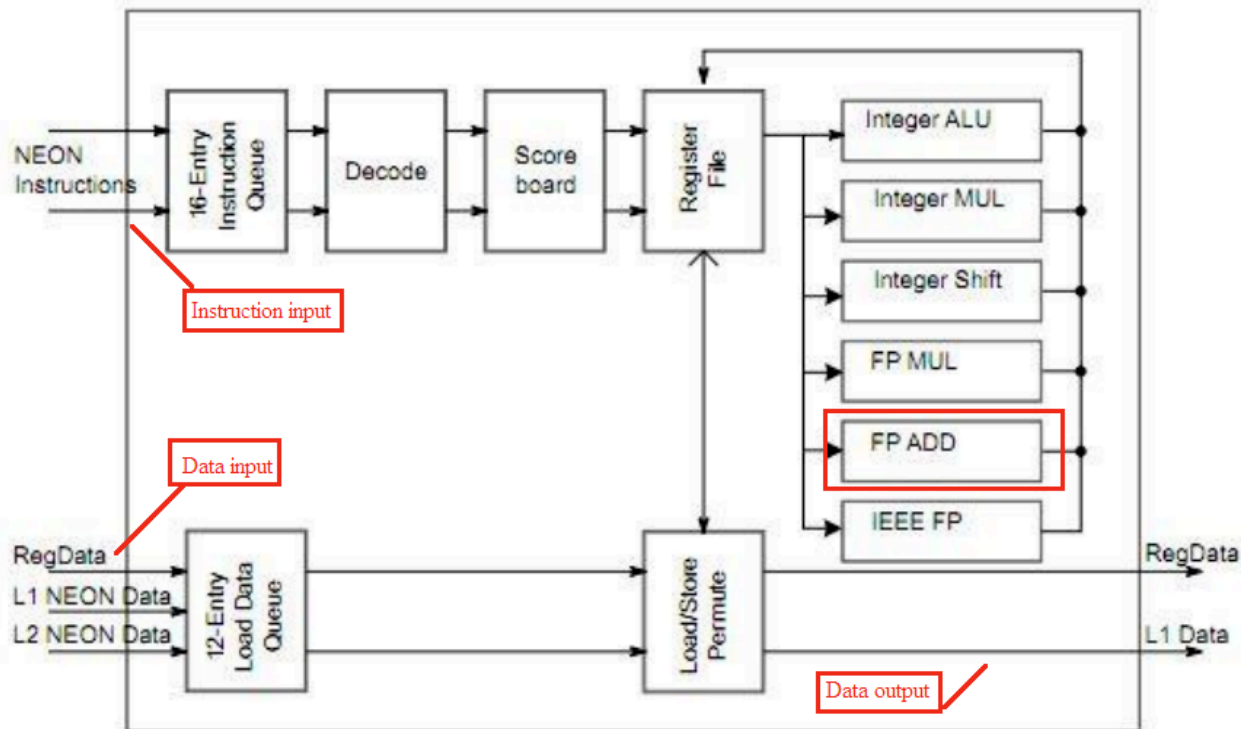 NEON
Instructions
16-Entry
Instruction
Queue
Decode
Score
board
Register
File
Integer ALU
Integer MUL
Integer Shift
FP MUL
FP ADD
IEEE FP
Instruction input
Data input
RegData
L1 NEON Data
L2 NEON Data
12-Entry
Load Data
Queue
Load/Store
Permute
RegData
L1 Data
Data output